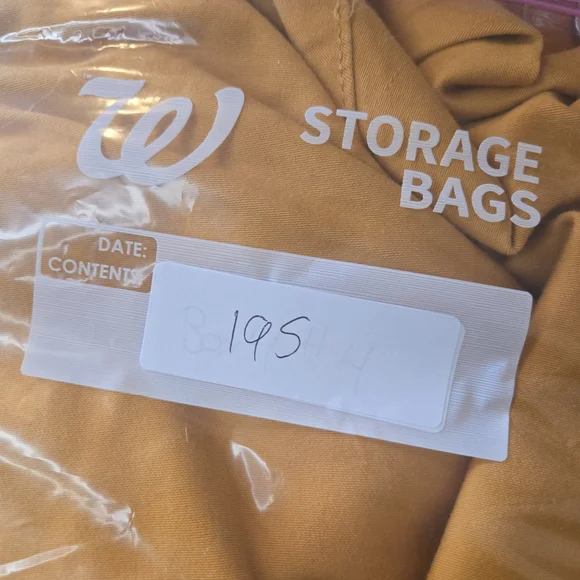 W
STORAGE
BAGS
DATE:
CONTENTS:
195